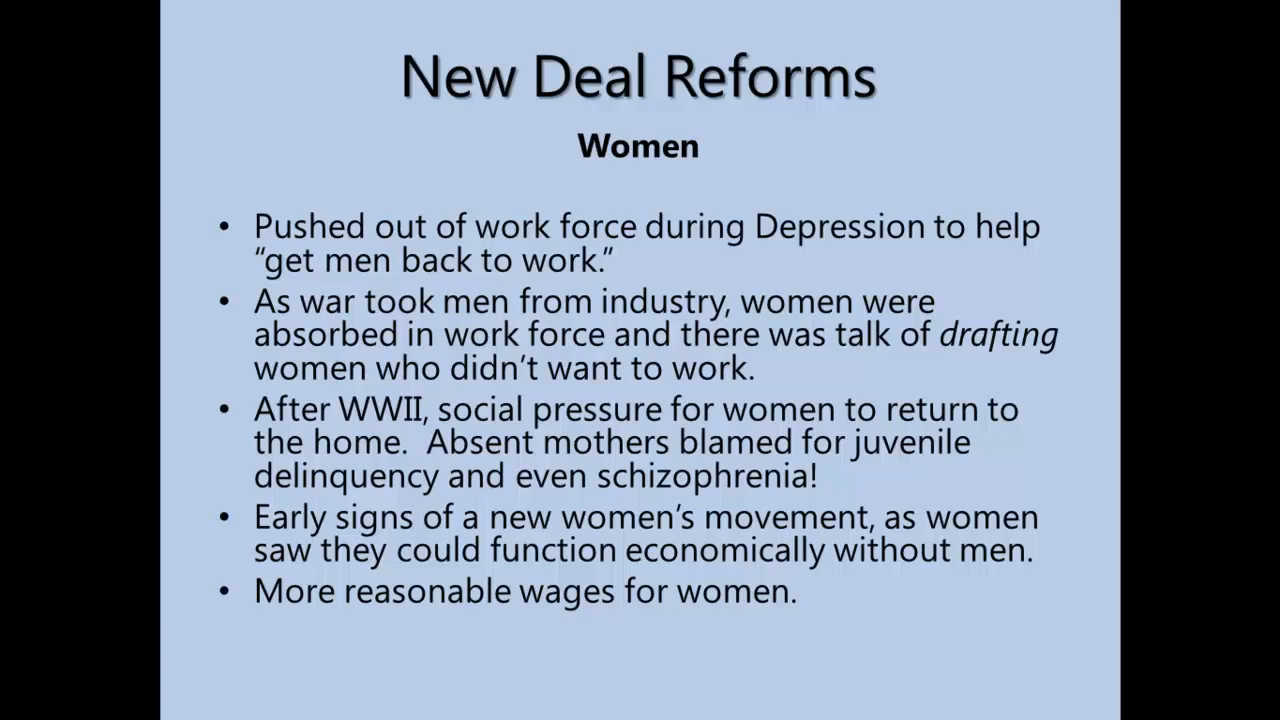 New Deal Reforms
Women
• Pushed out of work force during Depression to help
“get men back to work.”
• As war took men from industry, women were
absorbed in work force and there was talk of drafting
women who didn’t want to work.
• After WWII, social pressure for women to return to
the home.  Absent mothers blamed for juvenile
delinquency and even schizophrenia!
• Early signs of a new women’s movement, as women
saw they could function economically without men.
• More reasonable wages for women.